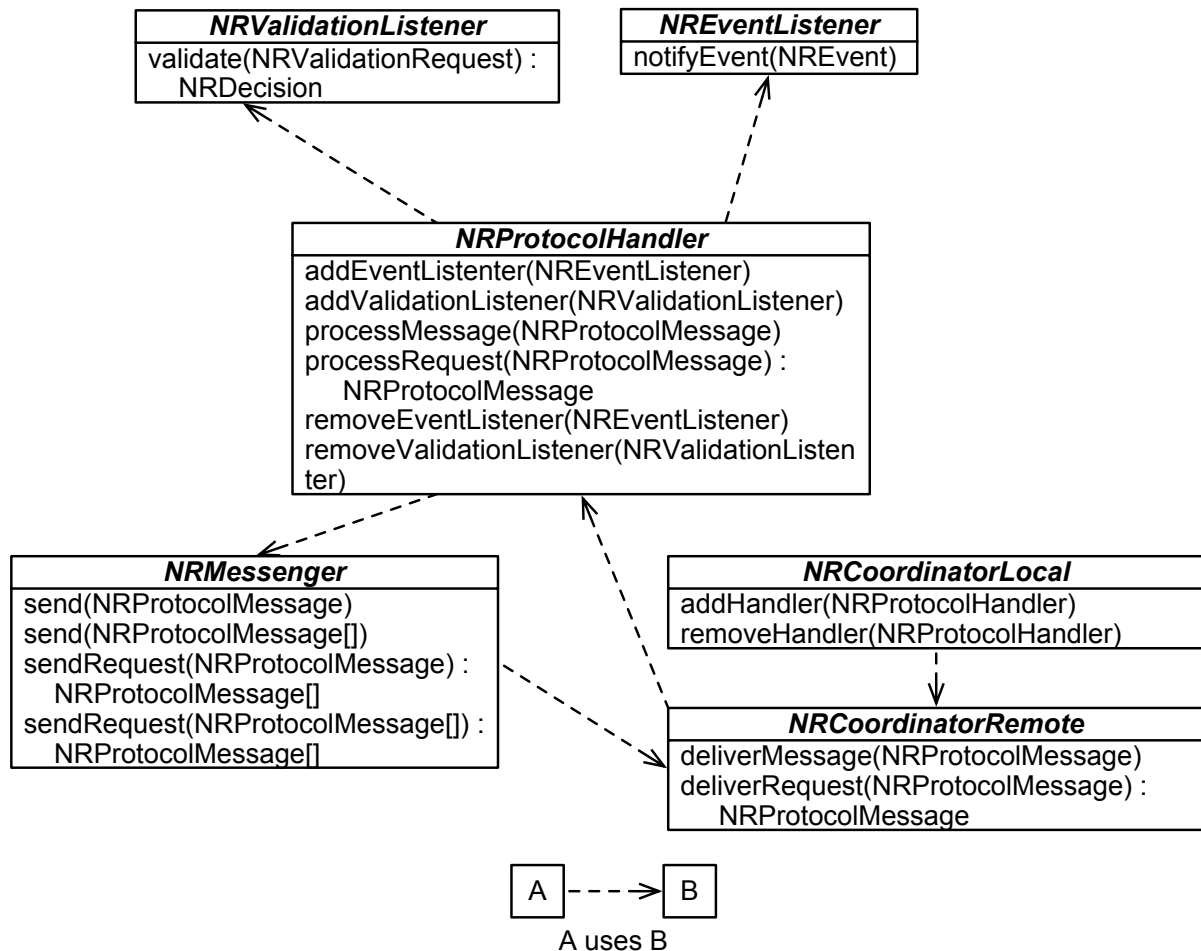 NRValidationListener
validate(NRValidationRequest) :
NRDecision
NREventListener
notifyEvent(NREvent)
NRProtocolHandler
addEventListenter(NREventListener)
addValidationListener(NRValidationListener)
processMessage(NRProtocolMessage)
processRequest(NRProtocolMessage) :
NRProtocolMessage
removeEventListener(NREventListener)
removeValidationListener(NRValidationListen
ter)
NRMessenger
send(NRProtocolMessage)
send(NRProtocolMessage[])
sendRequest(NRProtocolMessage) :
NRProtocolMessage[]
sendRequest(NRProtocolMessage[]) :
NRProtocolMessage[]
NRCoordinatorLocal
addHandler(NRProtocolHandler)
removeHandler(NRProtocolHandler)
NRCoordinatorRemote
deliverMessage(NRProtocolMessage)
deliverRequest(NRProtocolMessage) :
NRProtocolMessage
A
B
A uses B